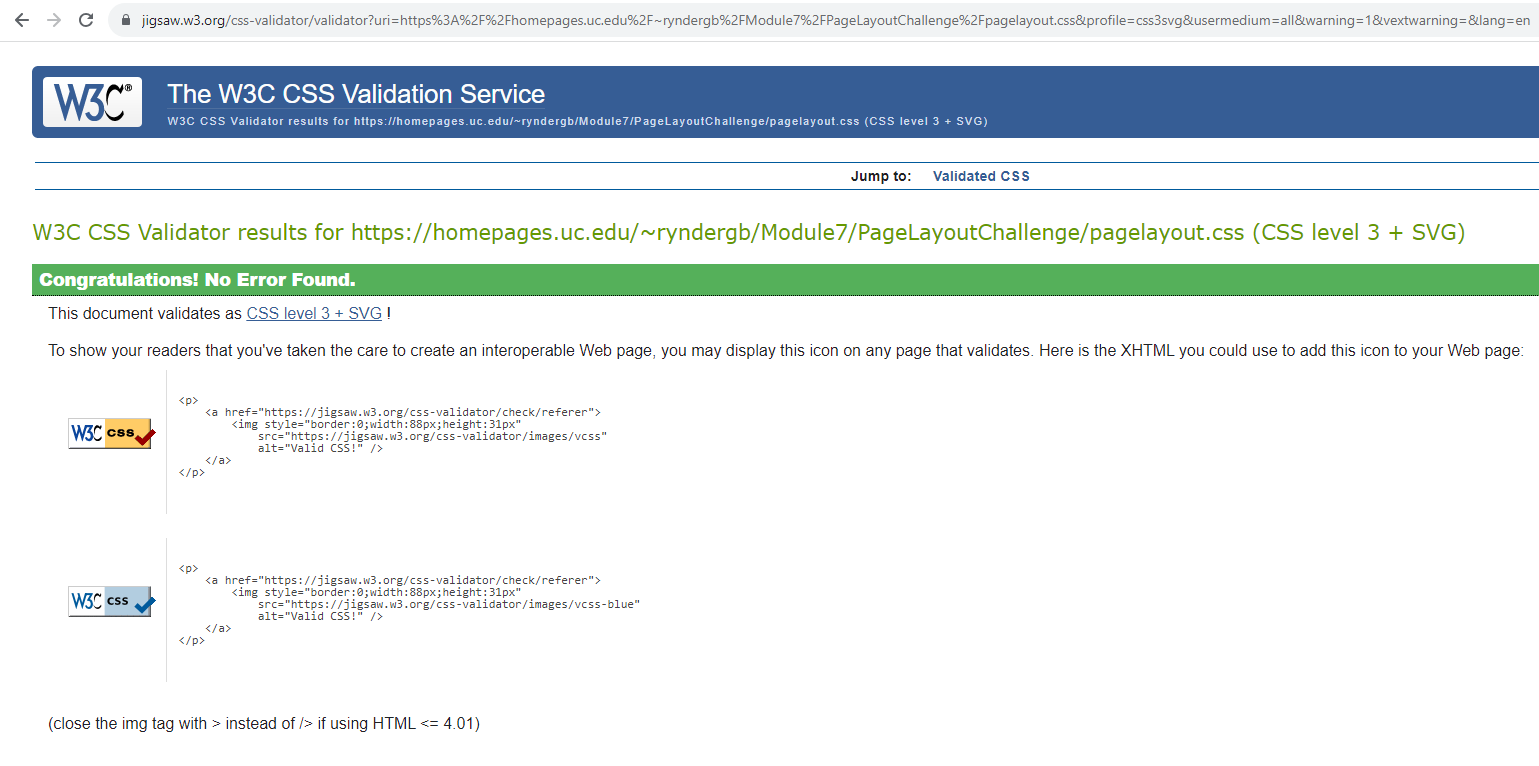 jigsaw.w3.org/css-validator/validator?uri=https%3A%2F%2Fhomepages.uc.edu%2F~ryndergb%2FModule7%2FPageLayoutChallenge%2Fpagelayout.css&profile=css3svg&usermedium=all&warning=1&vextwarning=&lang=en
W3C®
The W3C CSS Validation Service
W3C CSS Validator results for https://homepages.uc.edu/~ryndergb/Module7/PageLayoutChallenge/pagelayout.css (CSS level 3 + SVG)
Jump to: Validated CSS
W3C CSS Validator results for https://homepages.uc.edu/~ryndergb/Module7/PageLayoutChallenge/pagelayout.css (CSS level 3 + SVG)
Congratulations! No Error Found.
This document validates as CSS level 3 + SVG !
To show your readers that you've taken the care to create an interoperable Web page, you may display this icon on any page that validates. Here is the XHTML you could use to add this icon to your Web page:
<p>
<a href="https://jigsaw.w3.org/css-validator/check/referer">
<img style="border:0;width:88px;height:31px"
W3C css
src="https://jigsaw.w3.org/css-validator/images/vcss"
alt="Valid CSS!" />
</a>
</p>
<p>
<a href="https://jigsaw.w3.org/css-validator/check/referer">
<img style="border:0;width:88px;height:31px"
W3C css
src="https://jigsaw.w3.org/css-validator/images/vcss-blue"
alt="Valid CSS!" />
</a>
</p>
(close the img tag with > instead of /> if using HTML <= 4.01)